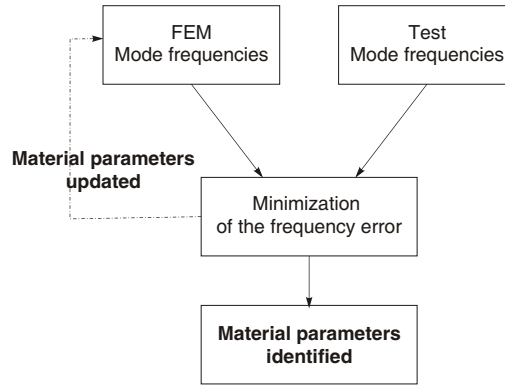 FEM
Mode frequencies
Test
Mode frequencies
Material parameters
updated
Minimization
of the frequency error
Material parameters
identified